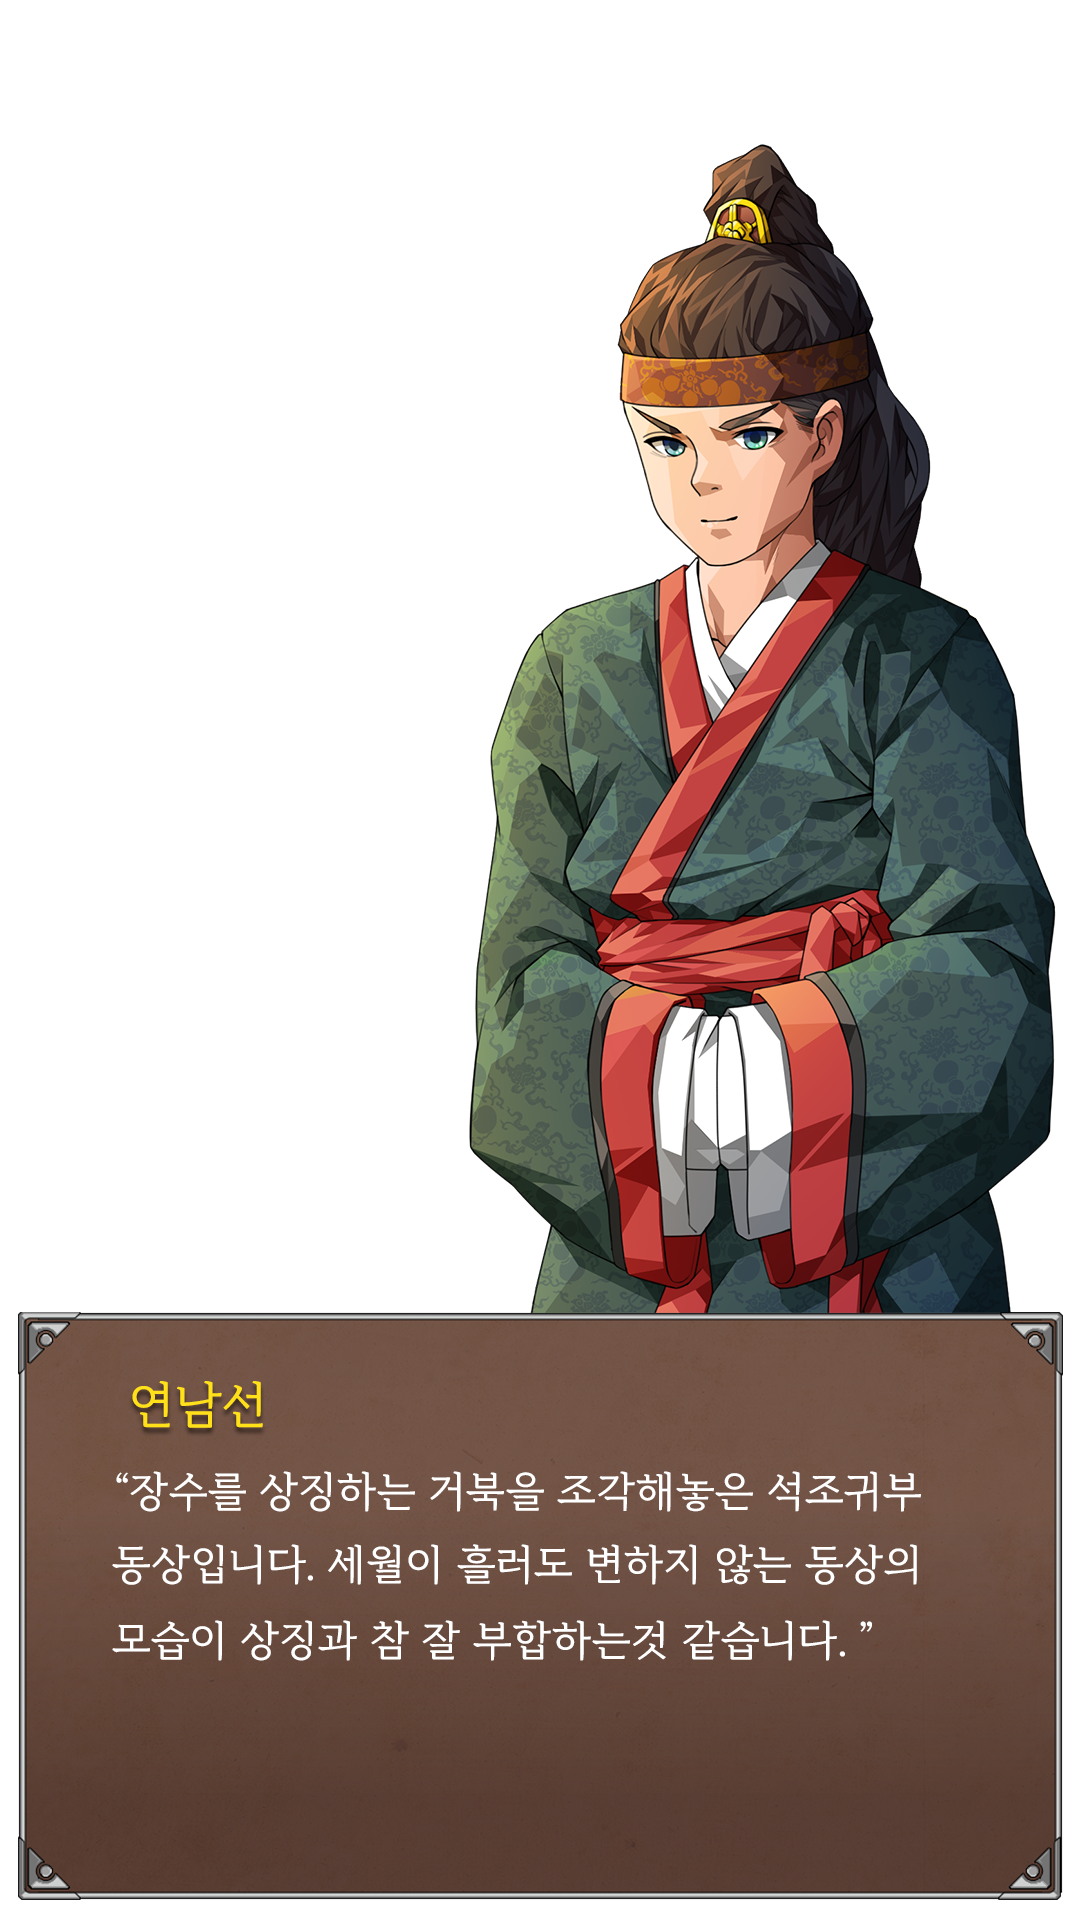 연남선
“장수를 상징하는 거북을 조각해놓은 석조귀부
동상입니다. 세월이 흘러도 변하지 않는 동상의
모습이 상징과 참 잘 부합하는것 같습니다. ”